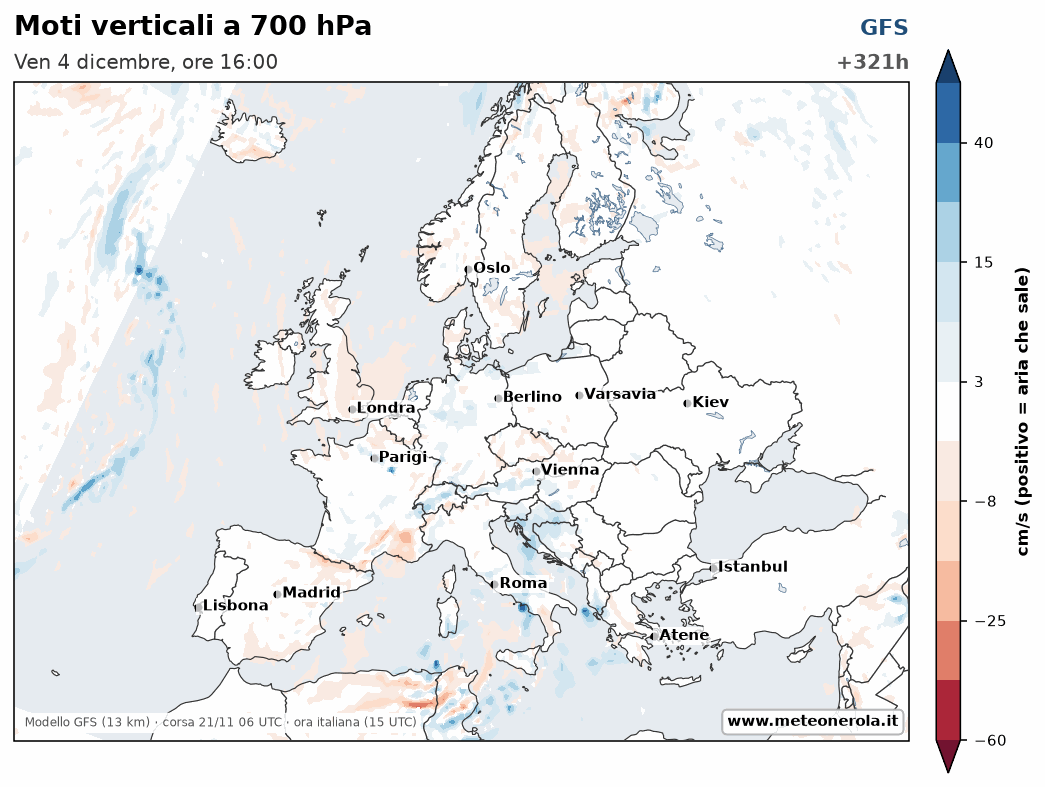 Moti verticali a 700 hPa
GFS
Ven 4 dicembre, ore 16:00
+321h
40
15
3
−8
−25
−60
cm/s (positivo = aria che sale)
Oslo
Londra
Berlino
Varsavia
Kiev
Parigi
Vienna
Istanbul
Roma
Madrid
Lisbona
Atene
Modello GFS (13 km) · corsa 21/11 06 UTC · ora italiana (15 UTC)
www.meteonerola.it